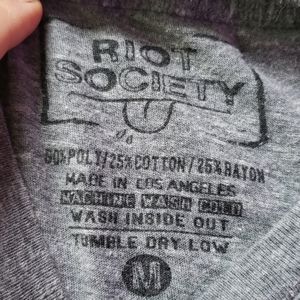 RIOT
SOCIETY
50%POLY/25%COTTON/25%RAYON
MADE IN LOS ANGELES
MACHINE WASH COLD
WASH INSIDE OUT
TUMBLE DRY LOW
M